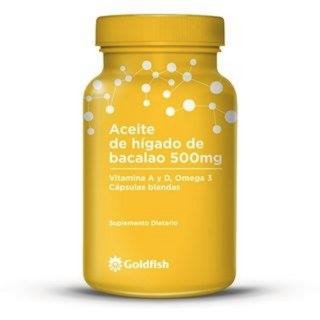 Aceite
de hígado de
bacalao 500mg
Vitamina A y D, Omega 3
Cápsulas blandas
Suplemento Dietario
Goldfish